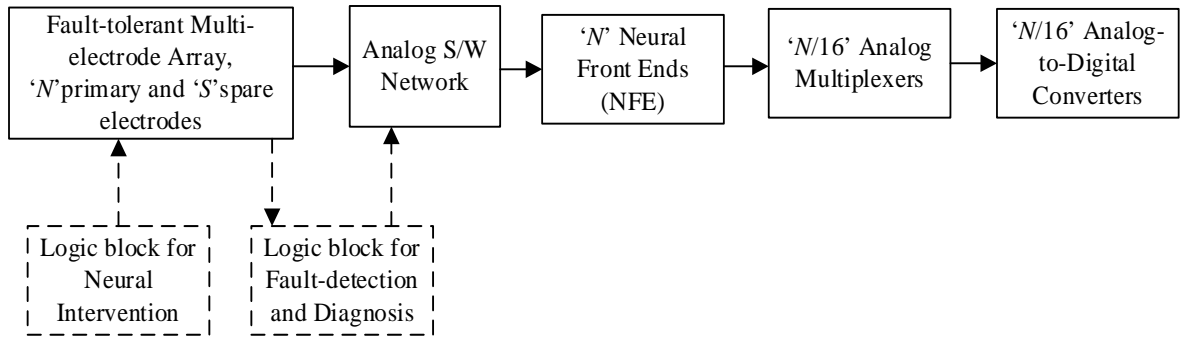 Fault-tolerant Multi-
electrode Array,
‘N’primary and ‘S’spare
electrodes
Analog S/W
Network
‘N’ Neural
Front Ends
(NFE)
‘N/16’ Analog
Multiplexers
‘N/16’ Analog-
to-Digital
Converters
Logic block for
Neural
Intervention
Logic block for
Fault-detection
and Diagnosis